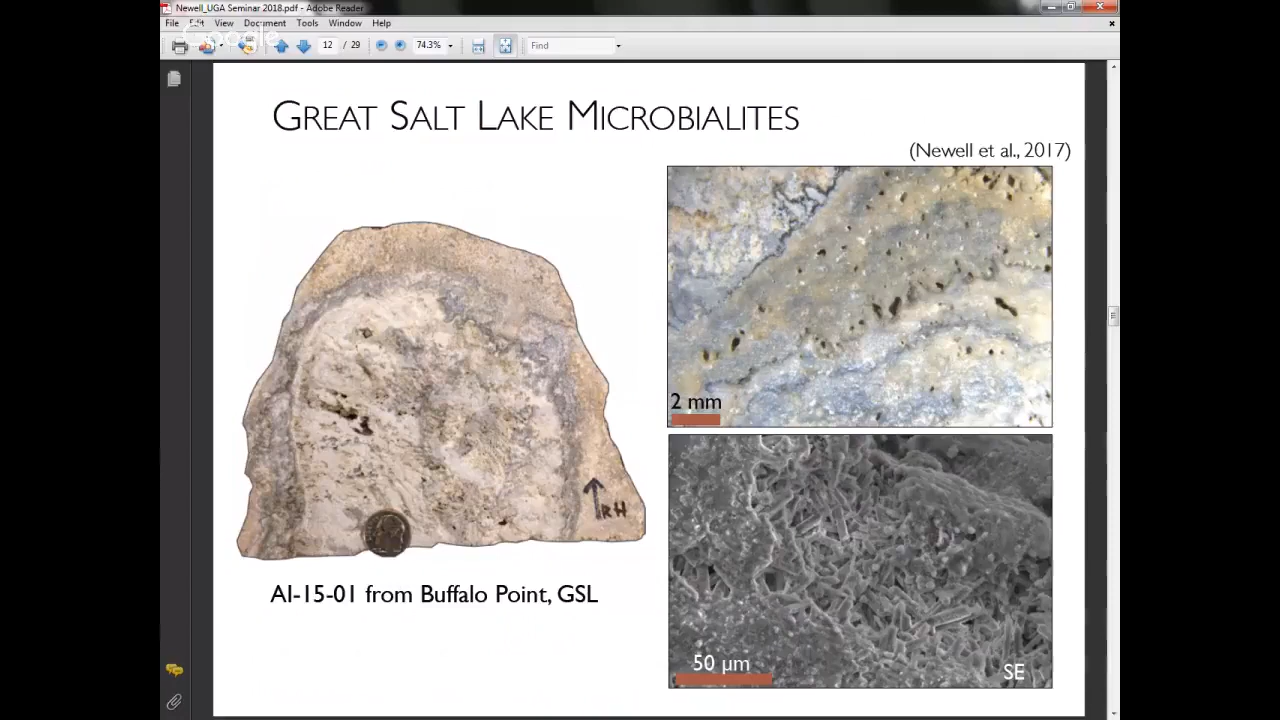 Newell_UGA Seminar 2018.pdf - Adobe Reader
File Edit View Document Tools Window Help
Google
12 / 29 74.3% Find
GREAT SALT LAKE MICROBIALITES
(Newell et al., 2017)
2 mm
RH
AI-15-01 from Buffalo Point, GSL
50 µm
SE